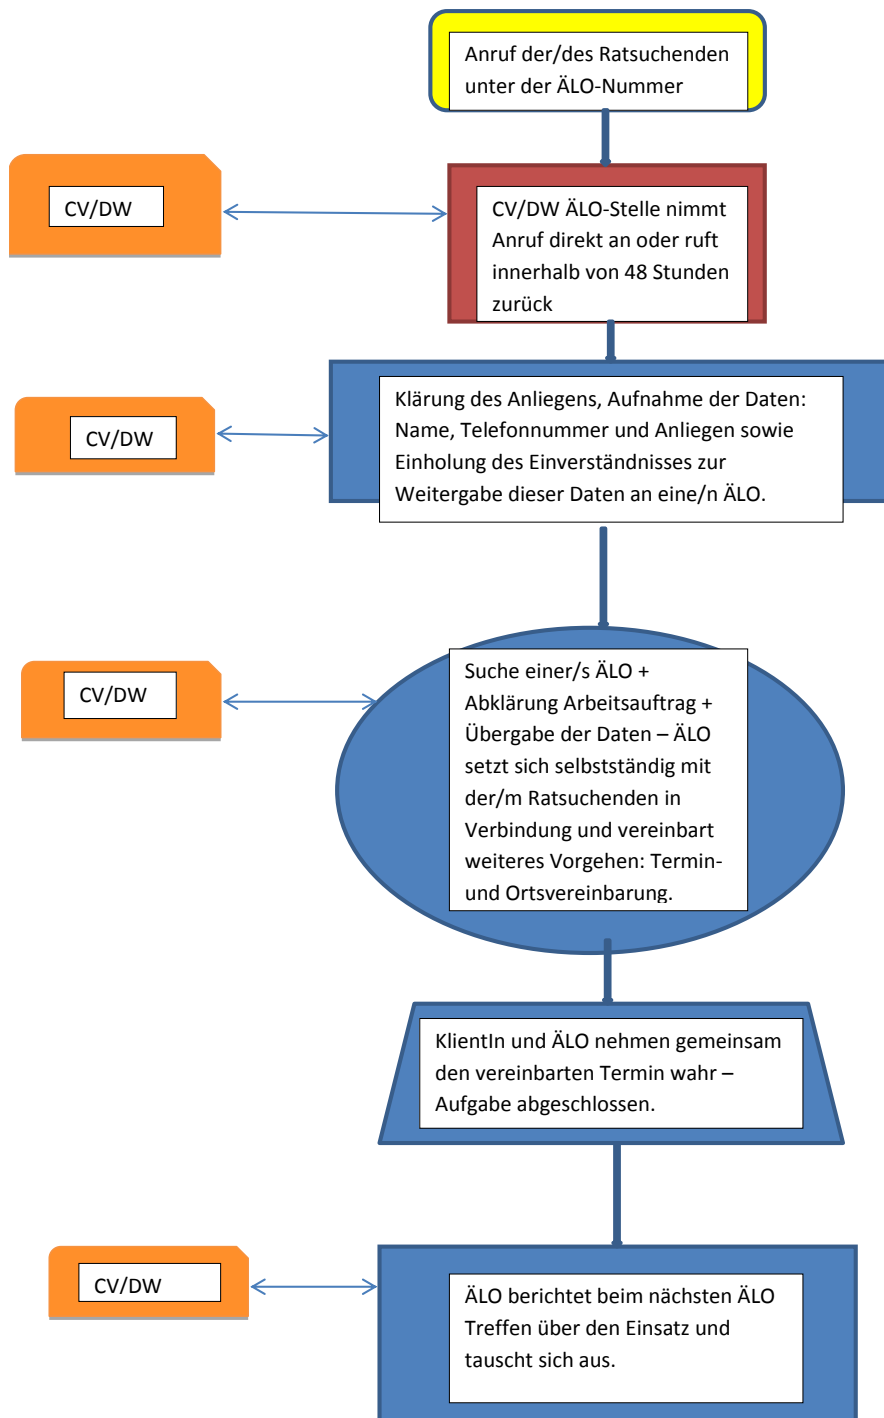 Anruf der/des Ratsuchenden
unter der ÄLO-Nummer
CV/DW
CV/DW ÄLO-Stelle nimmt
Anruf direkt an oder ruft
innerhalb von 48 Stunden
zurück
CV/DW
Klärung des Anliegens, Aufnahme der Daten:
Name, Telefonnummer und Anliegen sowie
Einholung des Einverständnisses zur
Weitergabe dieser Daten an eine/n ÄLO.
CV/DW
Suche einer/s ÄLO +
Abklärung Arbeitsauftrag +
Übergabe der Daten – ÄLO
setzt sich selbstständig mit
der/m Ratsuchenden in
Verbindung und vereinbart
weiteres Vorgehen: Termin-
und Ortsvereinbarung.
KlientIn und ÄLO nehmen gemeinsam
den vereinbarten Termin wahr –
Aufgabe abgeschlossen.
CV/DW
ÄLO berichtet beim nächsten ÄLO
Treffen über den Einsatz und
tauscht sich aus.